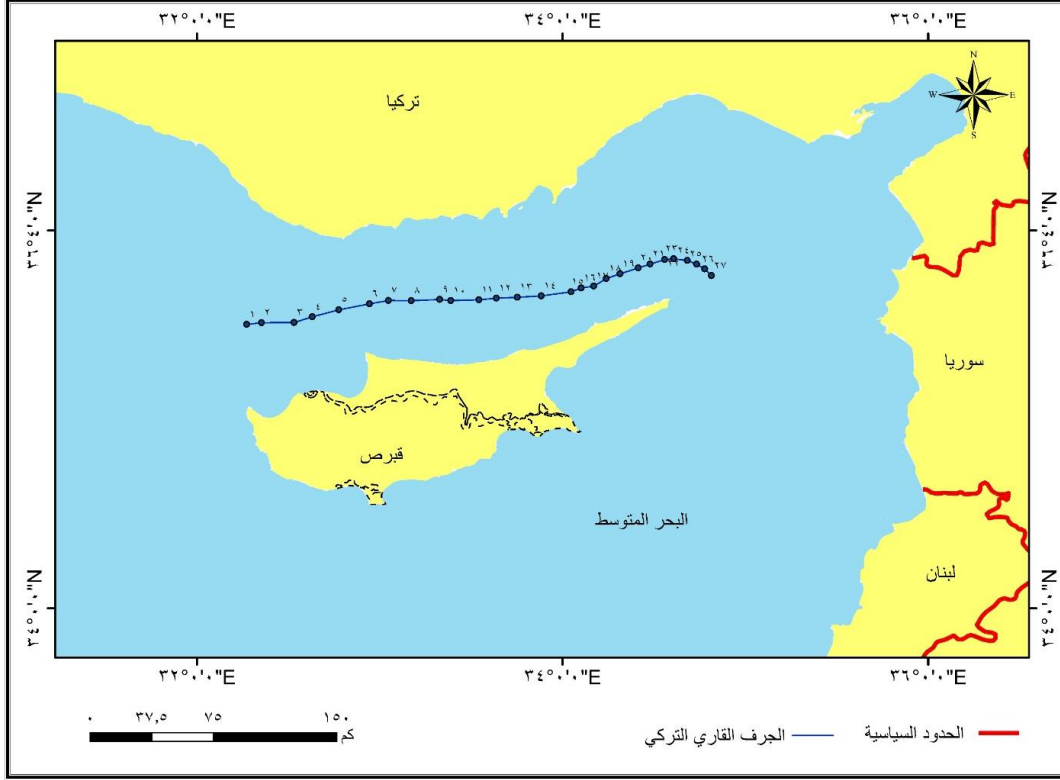 ٣٢°٠'٠"E ٣٤°٠'٠"E ٣٦°٠'٠"E
N
W E
S
تركيا
٣٦°٠'٠"N ٣٦°٠'٠"N
١ ٢ ٣ ٤ ٥ ٦ ٧ ٨ ٩ ١٠ ١١ ١٢ ١٣ ١٤ ١٥ ١٦ ١٧ ١٨ ١٩ ٢٠ ٢١ ٢٢ ٢٣ ٢٤ ٢٥ ٢٦ ٢٧
سوريا
قبرص
البحر المتوسط
لبنان
٣٤°٠'٠"N ٣٤°٠'٠"N
٣٢°٠'٠"E ٣٤°٠'٠"E ٣٦°٠'٠"E
٠ ٣٧,٥ ٧٥ ١٥٠
كم
الحدود السياسية الجرف القاري التركي